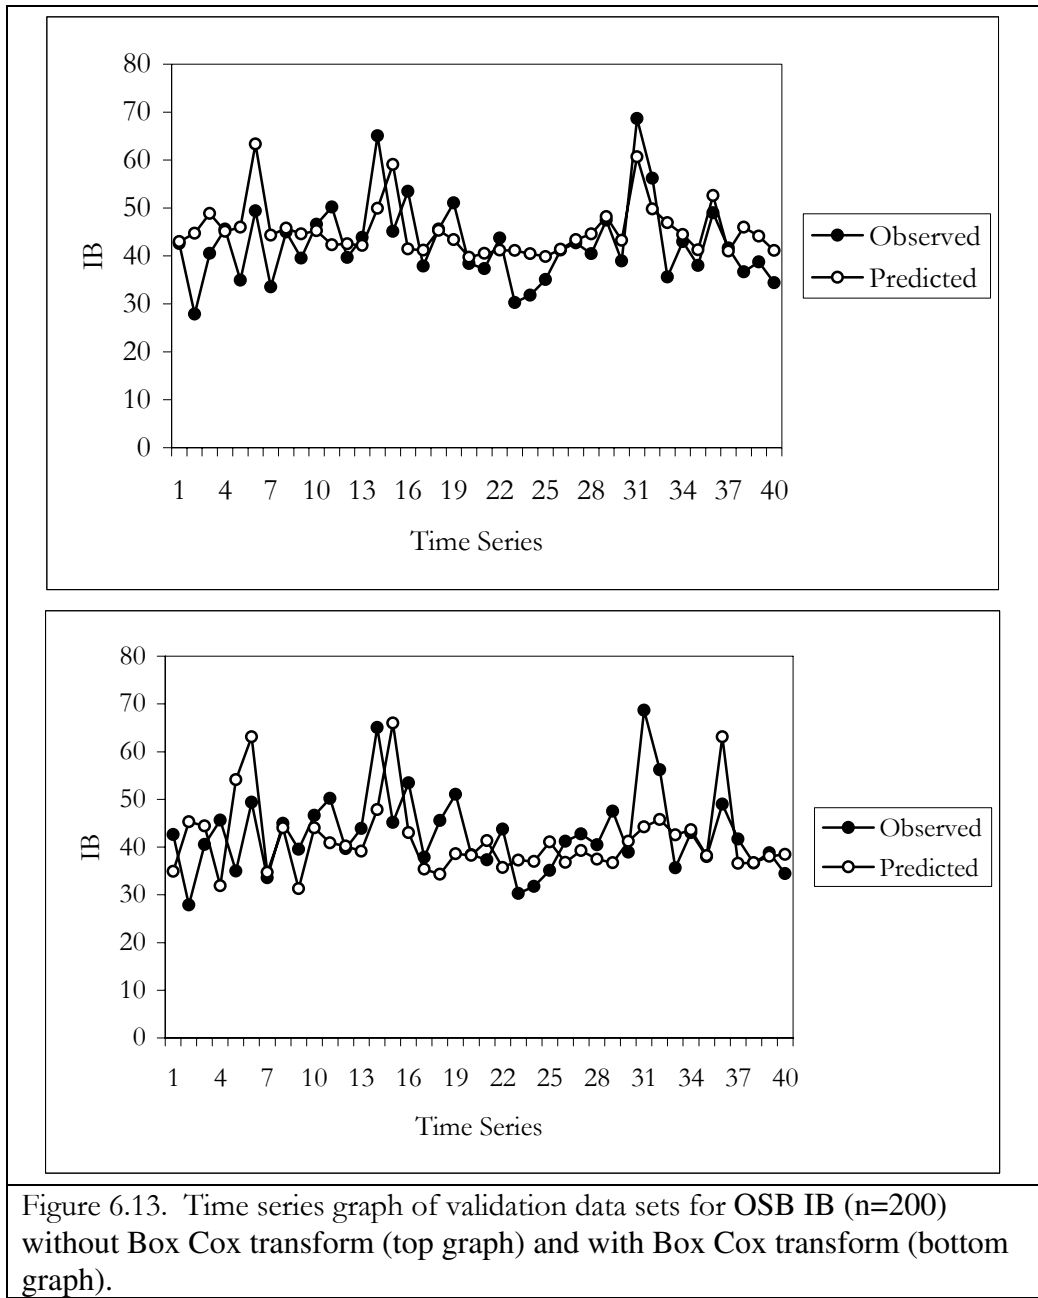 80
70
60
50
40
30
20
10
0
IB
1 4 7 10 13 16 19 22 25 28 31 34 37 40
Time Series
Observed
Predicted
80
70
60
50
40
30
20
10
0
IB
1 4 7 10 13 16 19 22 25 28 31 34 37 40
Time Series
Observed
Predicted
Figure 6.13. Time series graph of validation data sets for OSB IB (n=200)
without Box Cox transform (top graph) and with Box Cox transform (bottom
graph).